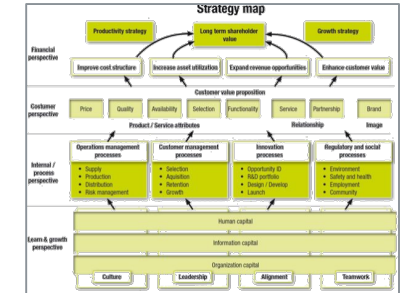 Strategy map
Productivity strategy
Long term shareholder
value
Growth strategy
Financial
perspective
Improve cost structure
Increase asset utilization
Expand revenue opportunities
Enhance customer value
Customer value proposition
Costumer
perspective
Price
Quality
Availability
Selection
Functionality
Service
Partnership
Brand
Product / Service attributes
Relationship
Image
Internal /
process
perspective
Operations management
processes
• Supply
• Production
• Distribution
• Risk management
Customer management
processes
• Selection
• Aquisition
• Retention
• Growth
Innovation
processes
• Opportunity ID
• R&D portfolio
• Design / Develop
• Launch
Regulatory and social
processes
• Environment
• Safety and health
• Employment
• Community
Learn & growth
perspective
Human capital
Information capital
Organization capital
Culture
Leadership
Alignment
Teamwork